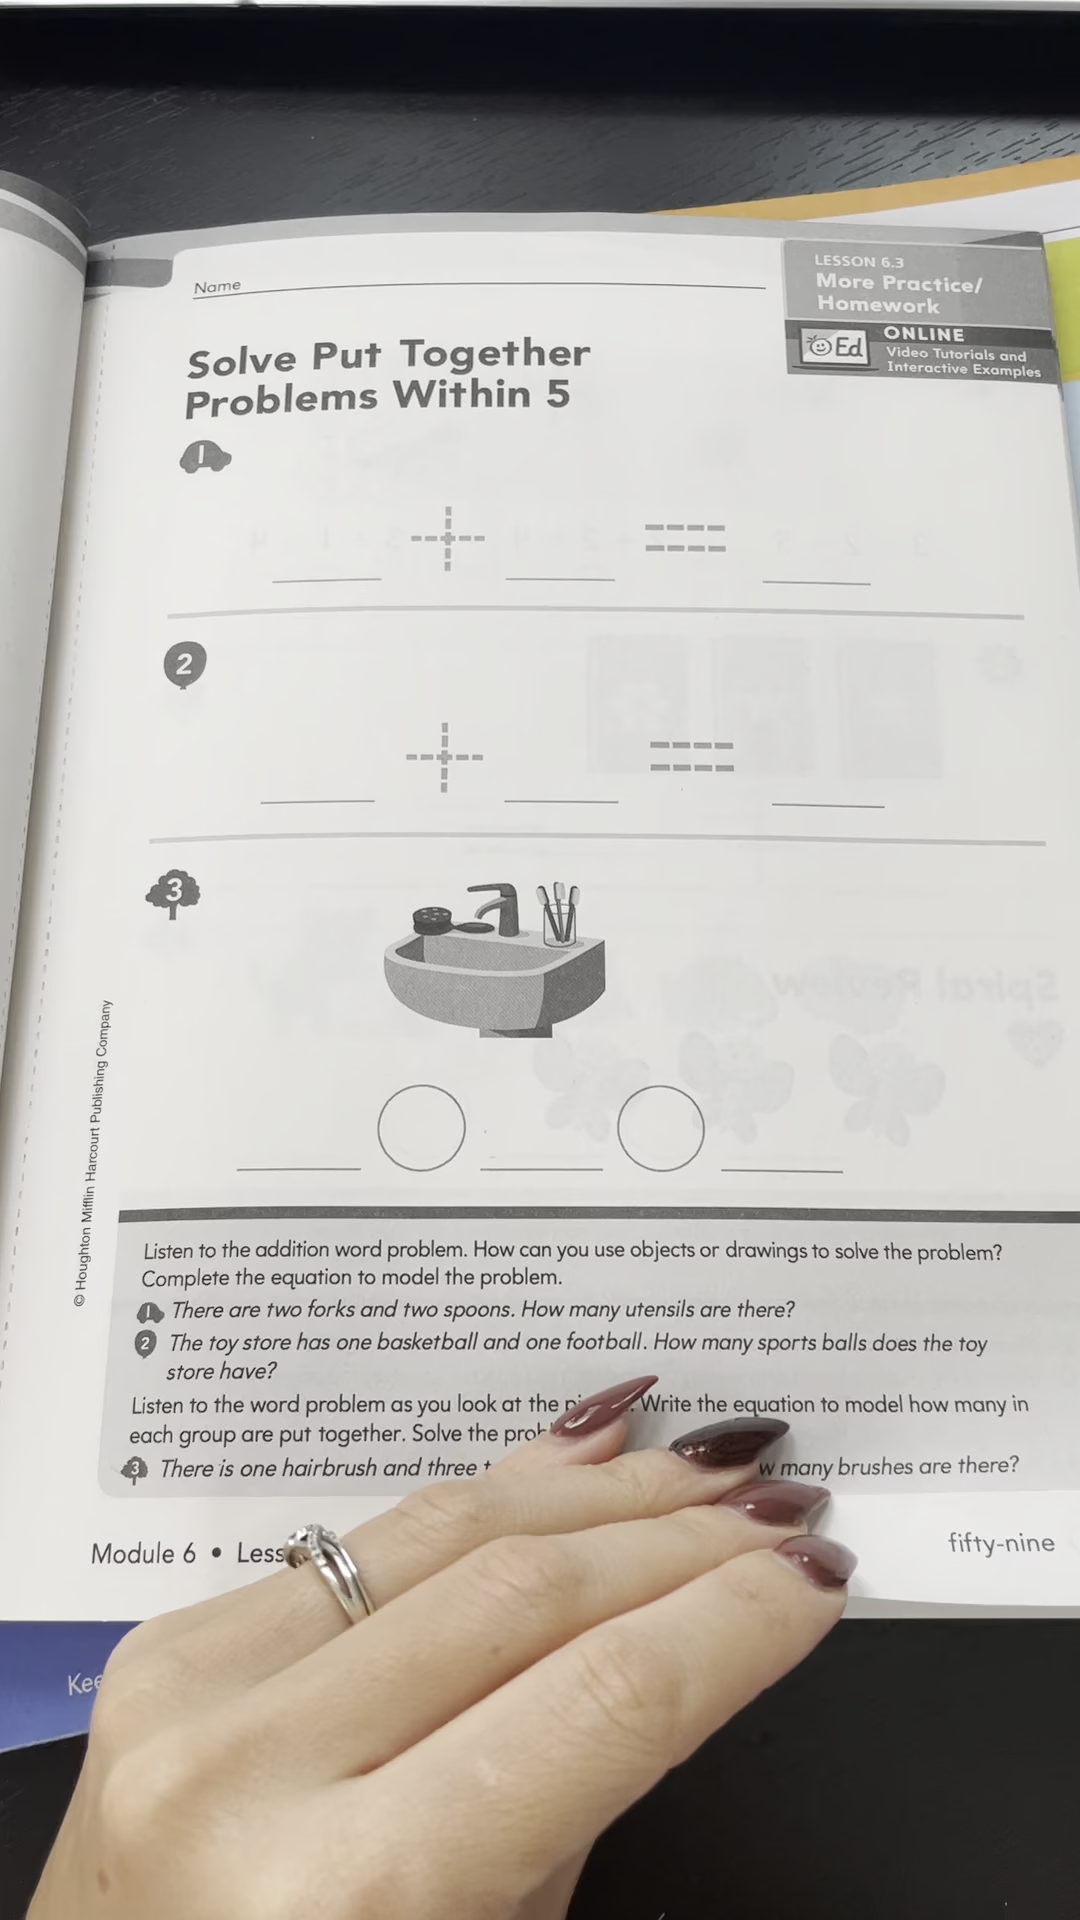 Name
LESSON 6.3
More Practice/
Homework
Ed
ONLINE
Video Tutorials and
Interactive Examples
Solve Put Together
Problems Within 5
1
2
3
© Houghton Mifflin Harcourt Publishing Company
Listen to the addition word problem. How can you use objects or drawings to solve the problem?
Complete the equation to model the problem.
1 There are two forks and two spoons. How many utensils are there?
2 The toy store has one basketball and one football. How many sports balls does the toy
store have?
Listen to the word problem as you look at the Write the equation to model how many in
each group are put together. Solve the
3 There is one hairbrush and three many brushes are there?
Module 6 •
fifty-nine